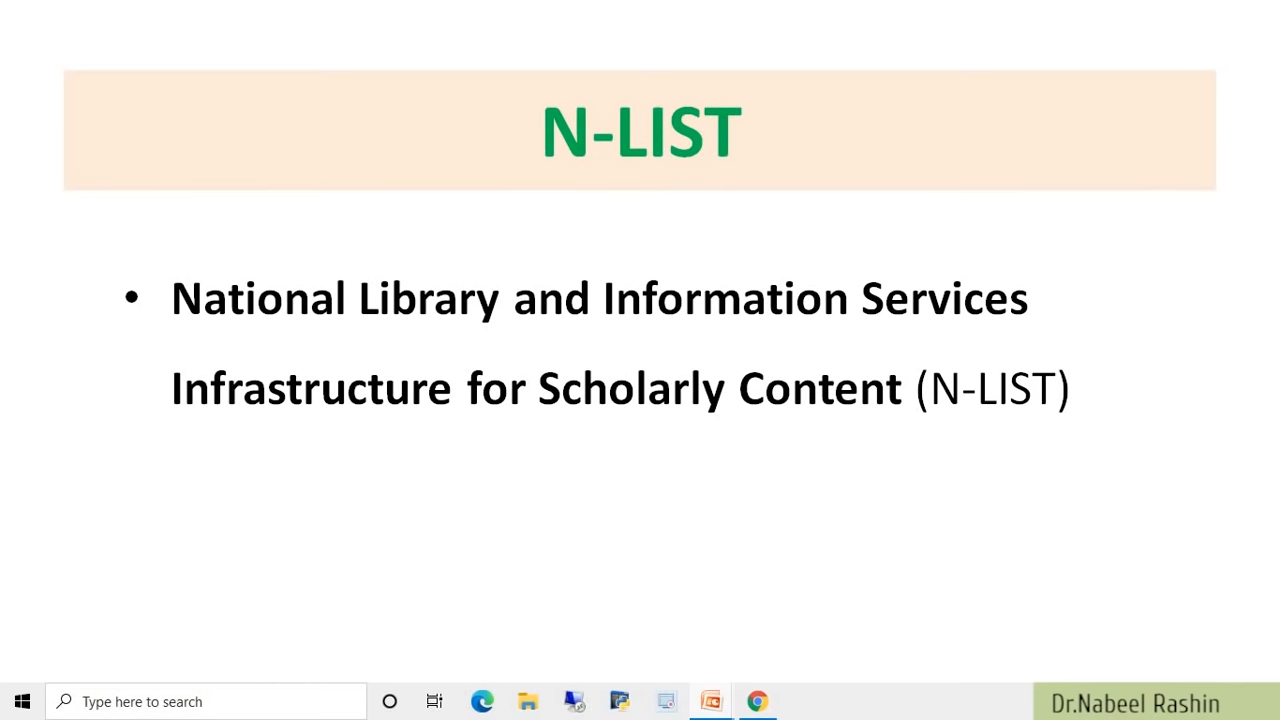 N-LIST
• National Library and Information Services
Infrastructure for Scholarly Content (N-LIST)
Type here to search
Dr.Nabeel Rashin